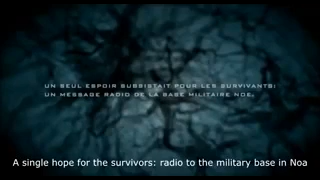 UN SEUL ESPOIR SUBSISTAIT POUR LES SURVIVANTS:
UN MESSAGE RADIO DE LA BASE MILITAIRE NOE.
A single hope for the survivors: radio to the military base in Noa